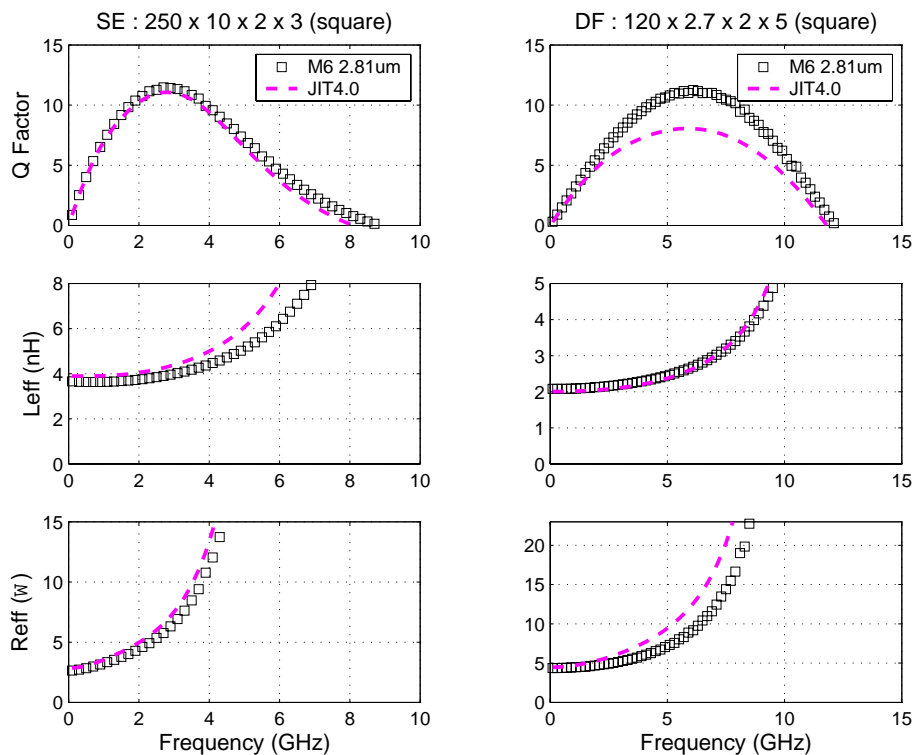 SE : 250 x 10 x 2 x 3 (square)
15
10
5
0
Q Factor
M6 2.81um
JIT4.0
0 2 4 6 8 10
DF : 120 x 2.7 x 2 x 5 (square)
15
10
5
0
M6 2.81um
JIT4.0
0 5 10 15
8
6
4
2
0
Leff (nH)
0 2 4 6 8 10
5
4
3
2
1
0
0 5 10 15
15
10
5
0
Reff (w)
0 2 4 6 8 10
Frequency (GHz)
20
15
10
5
0
0 5 10 15
Frequency (GHz)